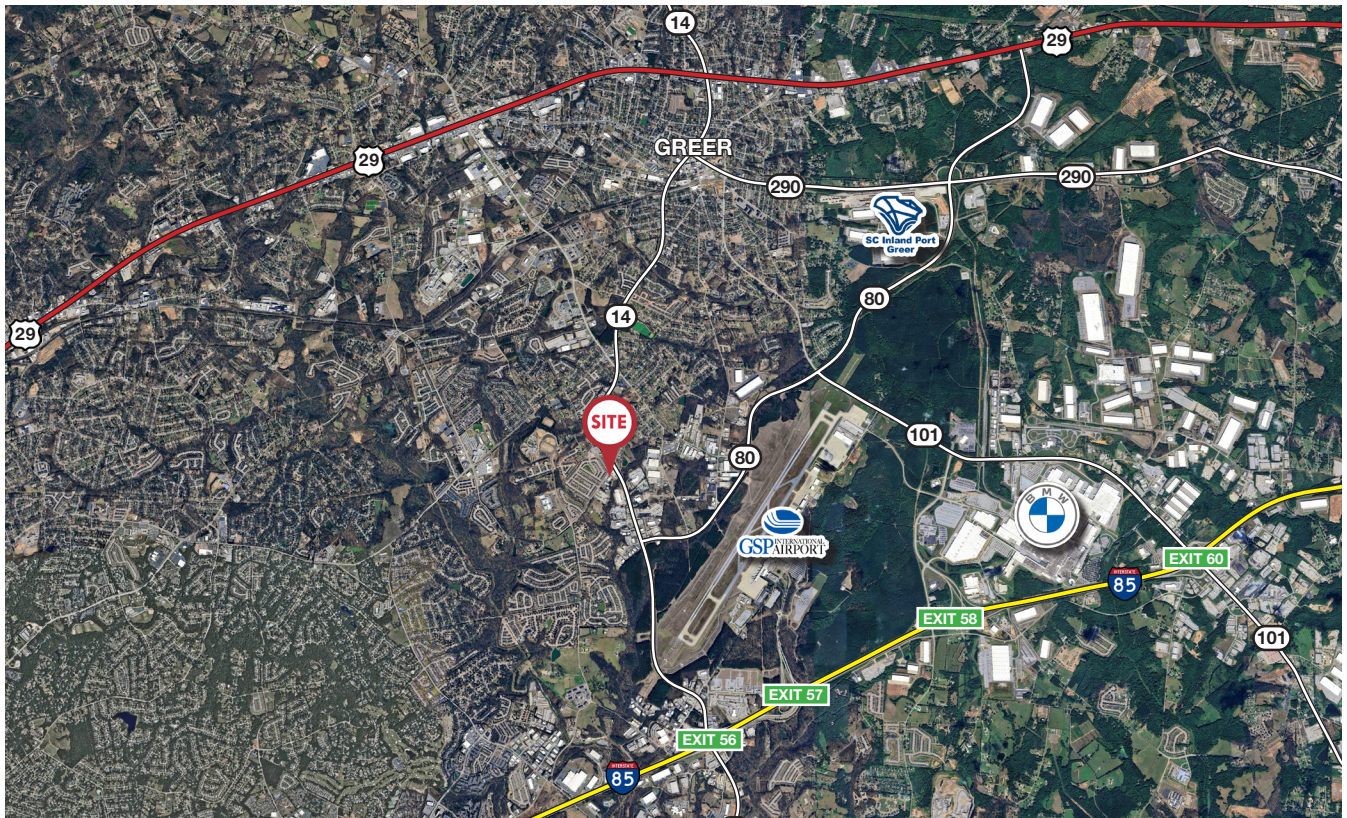 14
29
GREER
29
290
290
SC Inland Port
Greer
80
14
29
SITE
101
80
BMW
GSP INTERNATIONAL
AIRPORT
EXIT 60
INTERSTATE
85
EXIT 58
101
EXIT 57
EXIT 56
INTERSTATE
85